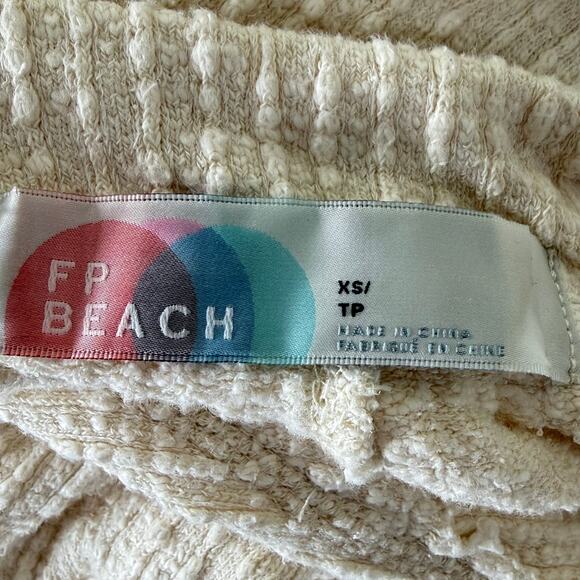 FP
BEACH
XS/
TP
MADE IN CHINA
FABRIQUÉ EN CHINE